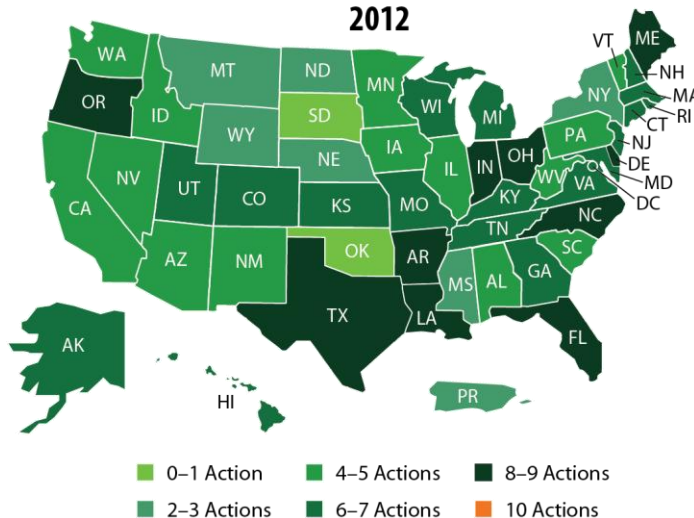 2012
WA
MT
ND
MN
VT
ME
NH
MA
RI
CT
NJ
DE
MD
DC
OR
ID
WY
SD
WI
MI
NY
NE
IA
PA
NV
UT
CO
KS
MO
IL
IN
OH
WV
VA
KY
CA
AZ
NM
OK
AR
TN
NC
SC
TX
LA
MS
AL
GA
FL
AK
HI
PR
0–1 Action
4–5 Actions
8–9 Actions
2–3 Actions
6–7 Actions
10 Actions